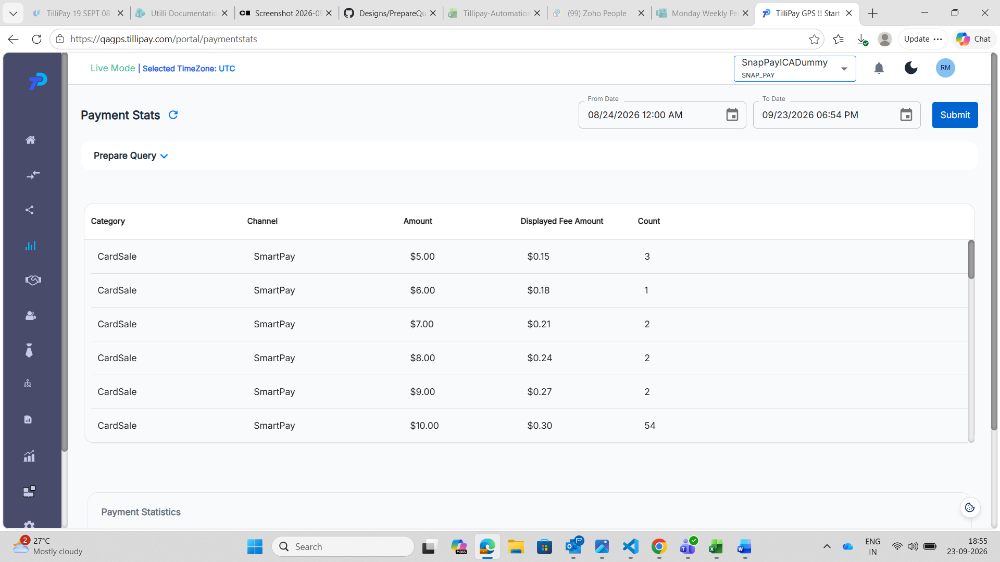 TilliPay 19 SEPT 08
Utilli Documentatio
Screenshot 2026-09
Designs/PrepareQu
Tillipay-Automation
(99) Zoho People
Monday Weekly Pe
TilliPay GPS !! Start
https://qagps.tillipay.com/portal/paymentstats
Update
Chat
Live Mode | Selected TimeZone: UTC
SnapPayICADummy
SNAP_PAY
RM
Payment Stats
From Date
08/24/2026 12:00 AM
To Date
09/23/2026 06:54 PM
Submit
Prepare Query
Category Channel Amount Displayed Fee Amount Count
CardSale SmartPay $5.00 $0.15 3
CardSale SmartPay $6.00 $0.18 1
CardSale SmartPay $7.00 $0.21 2
CardSale SmartPay $8.00 $0.24 2
CardSale SmartPay $9.00 $0.27 2
CardSale SmartPay $10.00 $0.30 54
Payment Statistics
2
27°C
Mostly cloudy
Search
M365
ENG
IN
18:55
23-09-2026